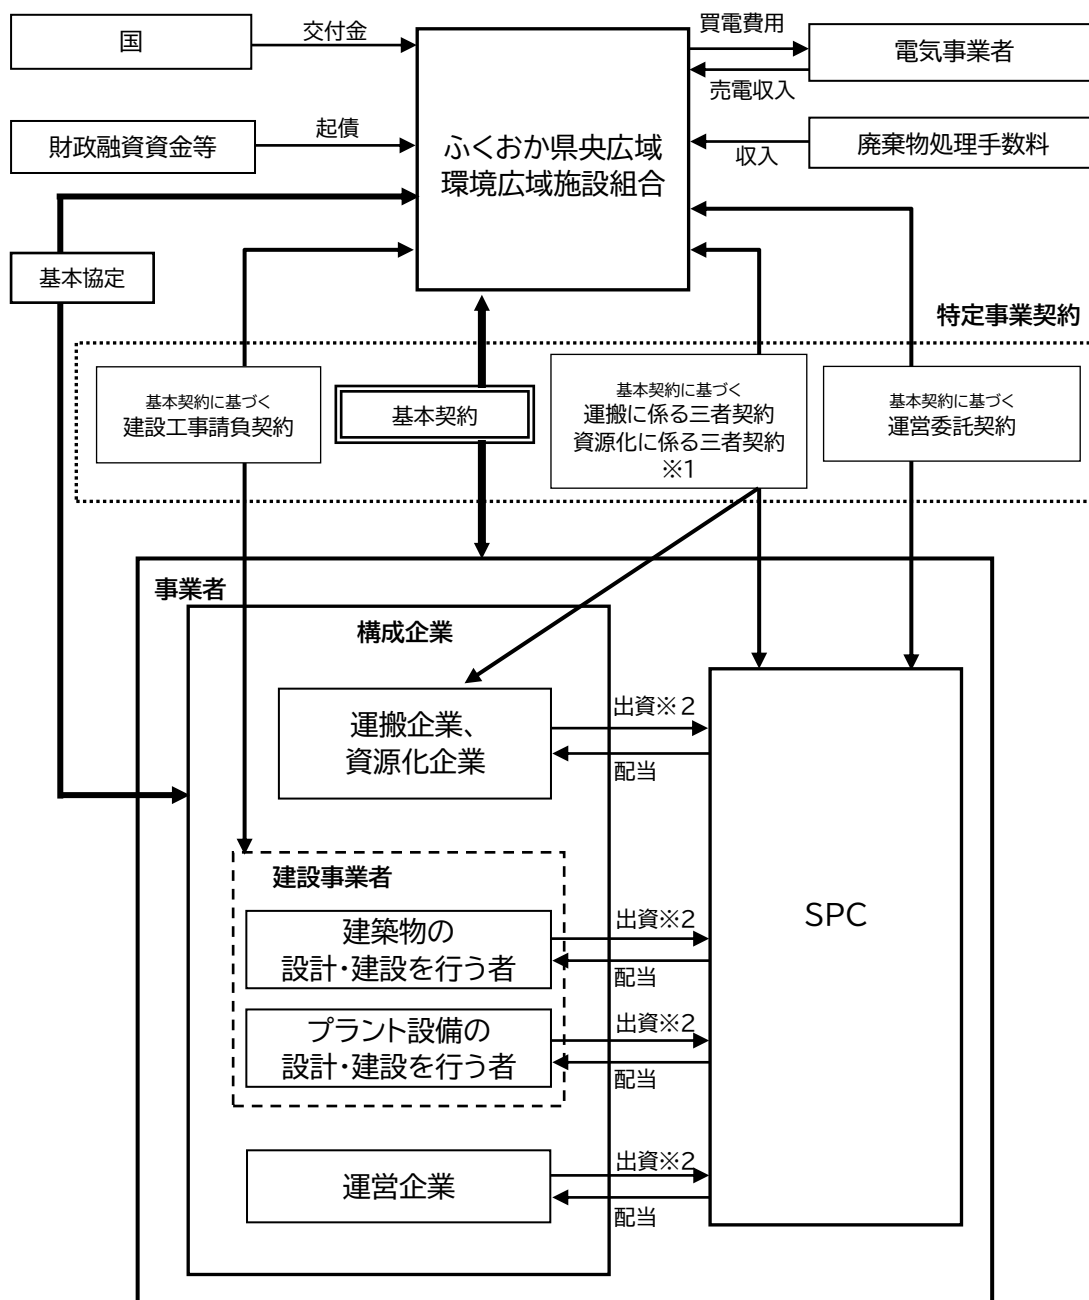 国
交付金
買電費用
電気事業者
売電収入
財政融資資金等
起債
ふくおか県央広域
環境広域施設組合
収入
廃棄物処理手数料
基本協定
特定事業契約
基本契約に基づく
建設工事請負契約
基本契約
基本契約に基づく
運搬に係る三者契約
資源化に係る三者契約
※1
基本契約に基づく
運営委託契約
事業者
構成企業
運搬企業、
資源化企業
出資※2
配当
SPC
建設事業者
建築物の
設計・建設を行う者
出資※2
配当
プラント設備の
設計・建設を行う者
出資※2
配当
運営企業
出資※2
配当